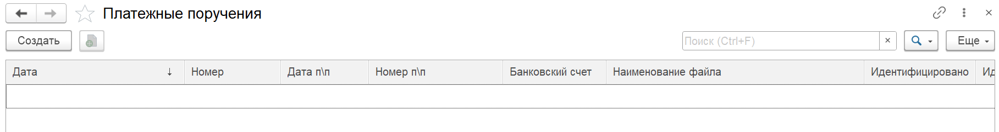 Платежные поручения
Создать Поиск (Ctrl+F) × Еще
Дата ↓ Номер Дата п\п Номер п\п Банковский счет Наименование файла Идентифицировано Ид